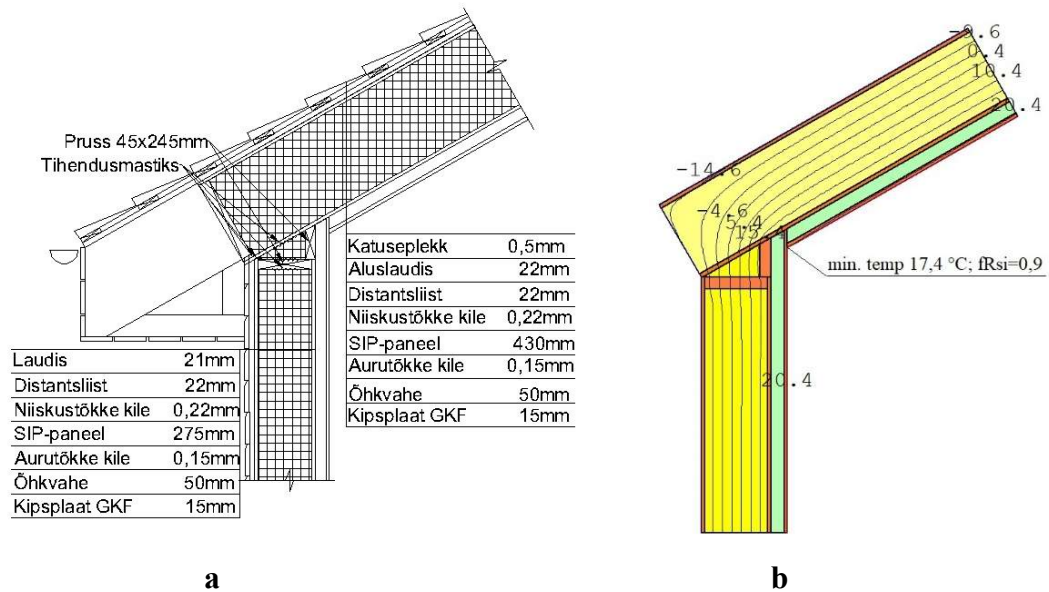 Pruss 45x245mm
Tihendusmastiks
Katuseplekk 0,5mm
Aluslaudis 22mm
Distantsliist 22mm
Niiskustõkke kile 0,22mm
SIP-paneel 430mm
Aurutõkke kile 0,15mm
Õhkvahe 50mm
Kipsplaat GKF 15mm
Laudis 21mm
Distantsliist 22mm
Niiskustõkke kile 0,22mm
SIP-paneel 275mm
Aurutõkke kile 0,15mm
Õhkvahe 50mm
Kipsplaat GKF 15mm
a
-9.6
0.4
10.4
20.4
-14.6
-4.6
5.4
min. temp 17,4 °C; fRsi=0,9
20.4
b